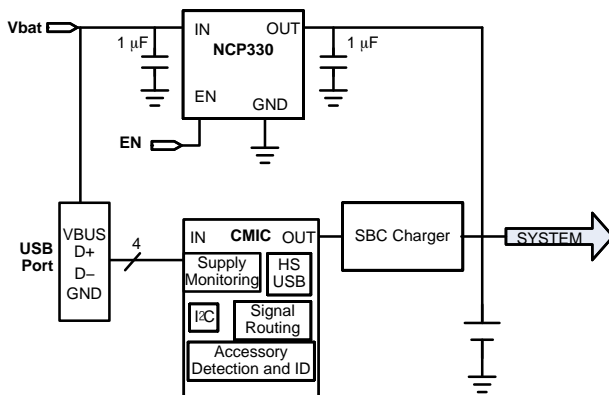 Vbat
1 μF
IN
OUT
NCP330
1 μF
EN
GND
EN
USB
Port
VBUS
D+
D−
GND
4
IN
CMIC
OUT
Supply
Monitoring
HS
USB
I2C
Signal
Routing
Accessory
Detection and ID
SBC Charger
SYSTEM